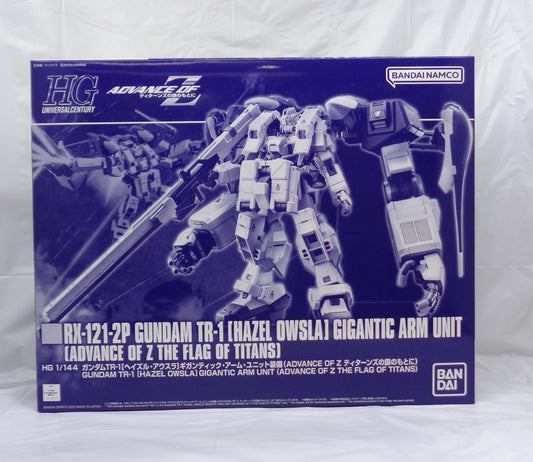 BANDAI NAMCO
HG
UNIVERSAL CENTURY
ADVANCE OF Z
ティターンズの旗のもとに
RX-121-2P GUNDAM TR-1 [HAZEL OWSLA] GIGANTIC ARM UNIT
[ADVANCE OF Z THE FLAG OF TITANS]
HG 1/144 ガンダムTR-1[ヘイズル・アウスラ]ギガンティック・アーム・ユニット装備(ADVANCE OF Z ティターンズの旗のもとに)
GUNDAM TR-1 [HAZEL OWSLA] GIGANTIC ARM UNIT (ADVANCE OF Z THE FLAG OF TITANS)
BAN
DAI